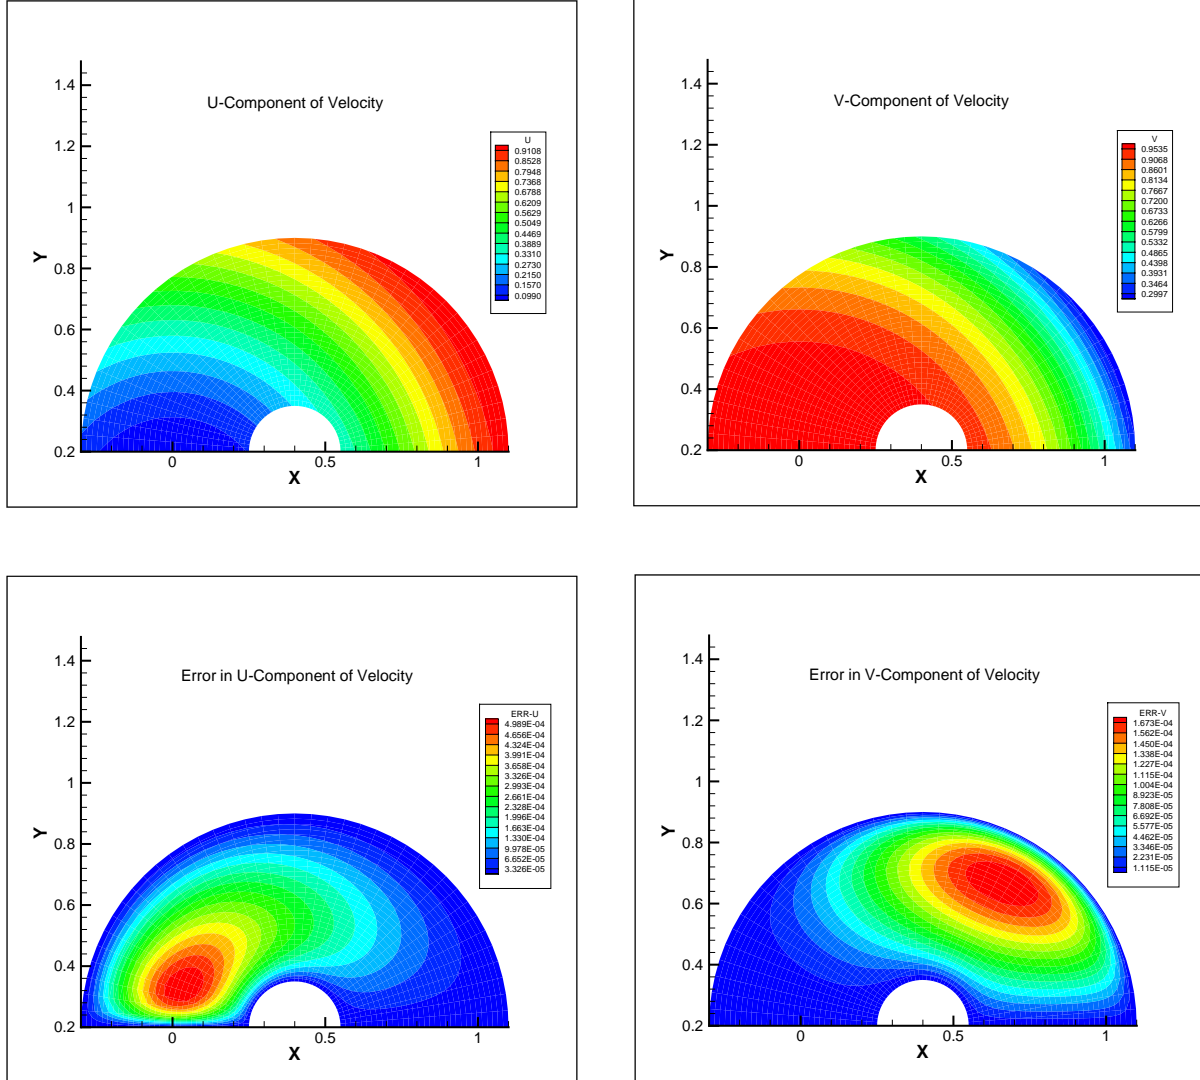 U-Component of Velocity
Y
1.4
1.2
1
0.8
0.6
0.4
0.2
0
0.5
1
X
U
0.9108
0.8528
0.7948
0.7368
0.6788
0.6209
0.5629
0.5049
0.4469
0.3889
0.3310
0.2730
0.2150
0.1570
0.0990
V-Component of Velocity
Y
1.4
1.2
1
0.8
0.6
0.4
0.2
0
0.5
1
X
V
0.9535
0.9068
0.8601
0.8134
0.7667
0.7200
0.6733
0.6266
0.5799
0.5332
0.4865
0.4398
0.3931
0.3464
0.2997
Error in U-Component of Velocity
Y
1.4
1.2
1
0.8
0.6
0.4
0.2
0
0.5
1
X
ERR-U
4.989E-04
4.656E-04
4.324E-04
3.991E-04
3.658E-04
3.326E-04
2.993E-04
2.661E-04
2.328E-04
1.996E-04
1.663E-04
1.330E-04
9.978E-05
6.652E-05
3.326E-05
Error in V-Component of Velocity
Y
1.4
1.2
1
0.8
0.6
0.4
0.2
0
0.5
1
X
ERR-V
1.673E-04
1.562E-04
1.450E-04
1.338E-04
1.227E-04
1.115E-04
1.004E-04
8.923E-05
7.808E-05
6.692E-05
5.577E-05
4.462E-05
3.346E-05
2.231E-05
1.115E-05